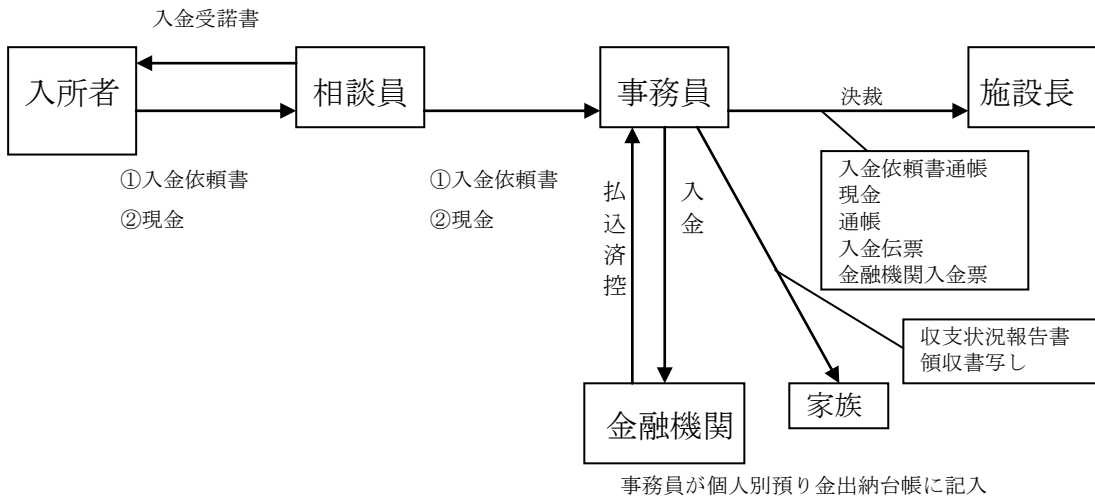 入金受諾書
入所者
相談員
事務員
決裁
施設長
①入金依頼書
②現金
①入金依頼書
②現金
払込済控
入金
入金依頼書通帳
現金
通帳
入金伝票
金融機関入金票
収支状況報告書
領収書写し
家族
金融機関
事務員が個人別預り金出納台帳に記入